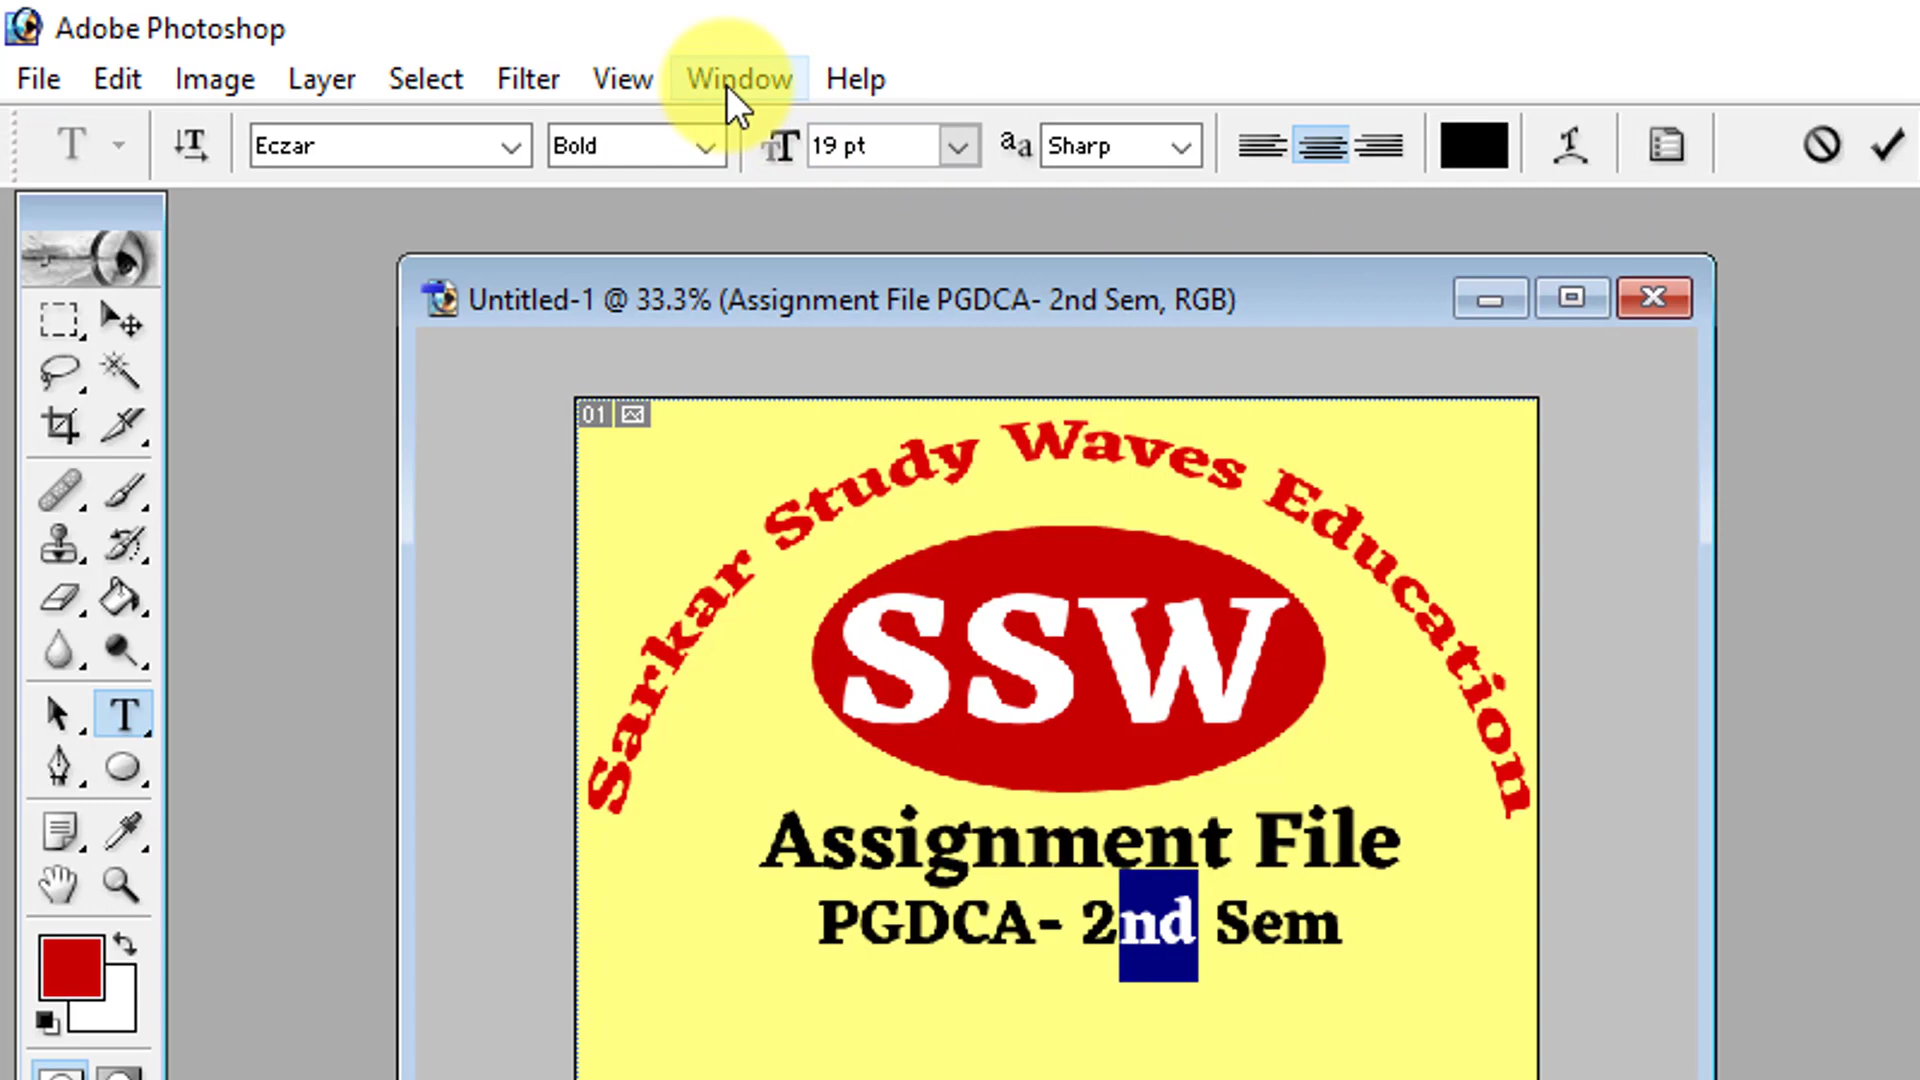 Adobe Photoshop
File Edit Image Layer Select Filter View Window Help
T Eczar Bold 19 pt aa Sharp
Untitled-1 @ 33.3% (Assignment File PGDCA- 2nd Sem, RGB)
01
Sarkar Study Waves Education
SSW
Assignment File
PGDCA- 2nd Sem